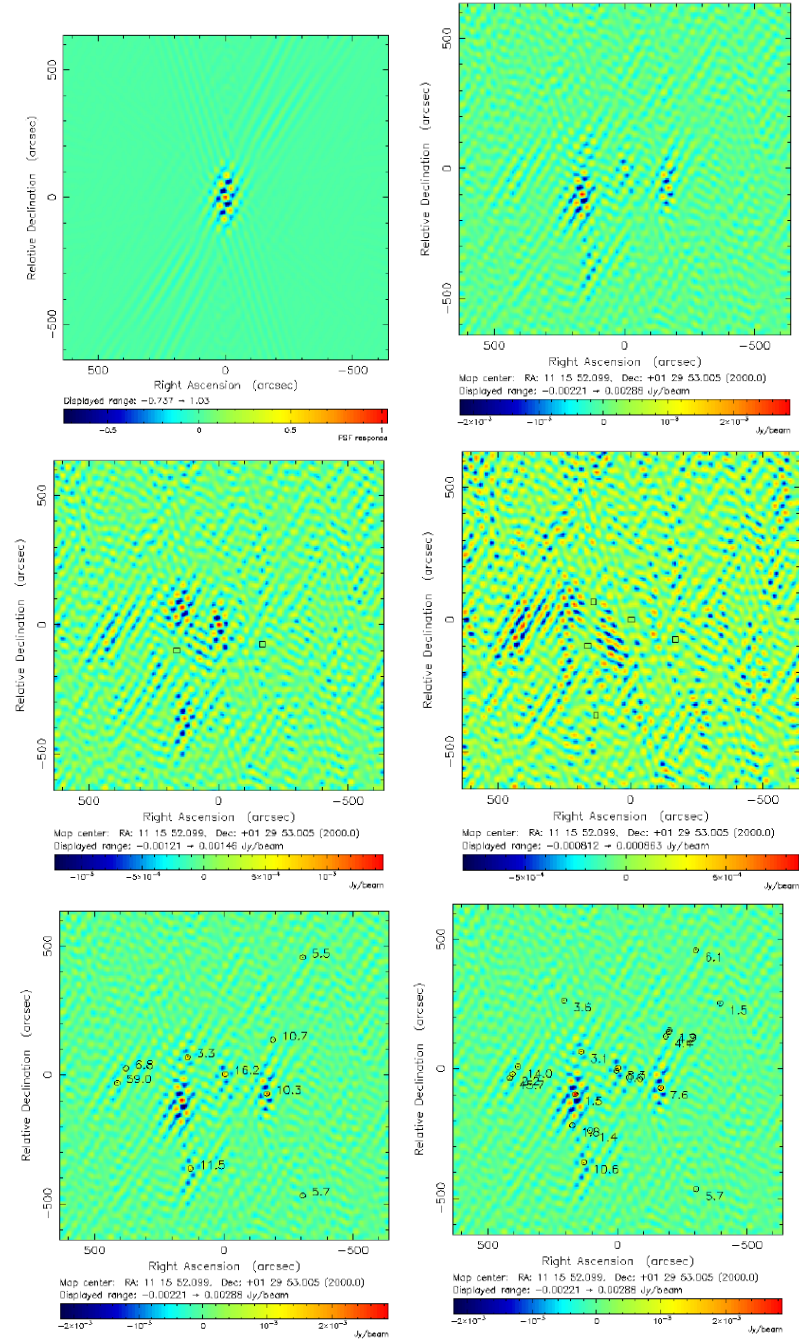 Relative Declination (arcsec)
500
0
-500
500
0
-500
Right Ascension (arcsec)
Displayed range: -0.737 → 1.03
-0.5
0
0.5
1
PSF response
Relative Declination (arcsec)
500
0
-500
500
0
-500
Right Ascension (arcsec)
Map center: RA: 11 15 52.099, Dec: +01 29 53.005 (2000.0)
Displayed range: -0.00221 → 0.00288 Jy/beam
-2×10⁻³
-10⁻³
0
10⁻³
2×10⁻³
Jy/beam
Relative Declination (arcsec)
500
0
-500
500
0
-500
Right Ascension (arcsec)
Map center: RA: 11 15 52.099, Dec: +01 29 53.005 (2000.0)
Displayed range: -0.00121 → 0.00146 Jy/beam
-10⁻³
-5×10⁻⁴
0
5×10⁻⁴
10⁻³
Jy/beam
Relative Declination (arcsec)
500
0
-500
500
0
-500
Right Ascension (arcsec)
Map center: RA: 11 15 52.099, Dec: +01 29 53.005 (2000.0)
Displayed range: -0.000812 → 0.000863 Jy/beam
-5×10⁻⁴
0
5×10⁻⁴
Jy/beam
Relative Declination (arcsec)
500
0
-500
5.5
10.7
6.8
3.3
59.0
16.2
10.3
11.5
5.7
500
0
-500
Right Ascension (arcsec)
Map center: RA: 11 15 52.099, Dec: +01 29 53.005 (2000.0)
Displayed range: -0.00221 → 0.00288 Jy/beam
-2×10⁻³
-10⁻³
0
10⁻³
2×10⁻³
Jy/beam
Relative Declination (arcsec)
500
0
-500
6.1
1.5
3.6
4.4
3.1
14.0
7.6
1.5
1.8
1.4
10.6
5.7
500
0
-500
Right Ascension (arcsec)
Map center: RA: 11 15 52.099, Dec: +01 29 53.005 (2000.0)
Displayed range: -0.00221 → 0.00288 Jy/beam
-2×10⁻³
-10⁻³
0
10⁻³
2×10⁻³
Jy/beam